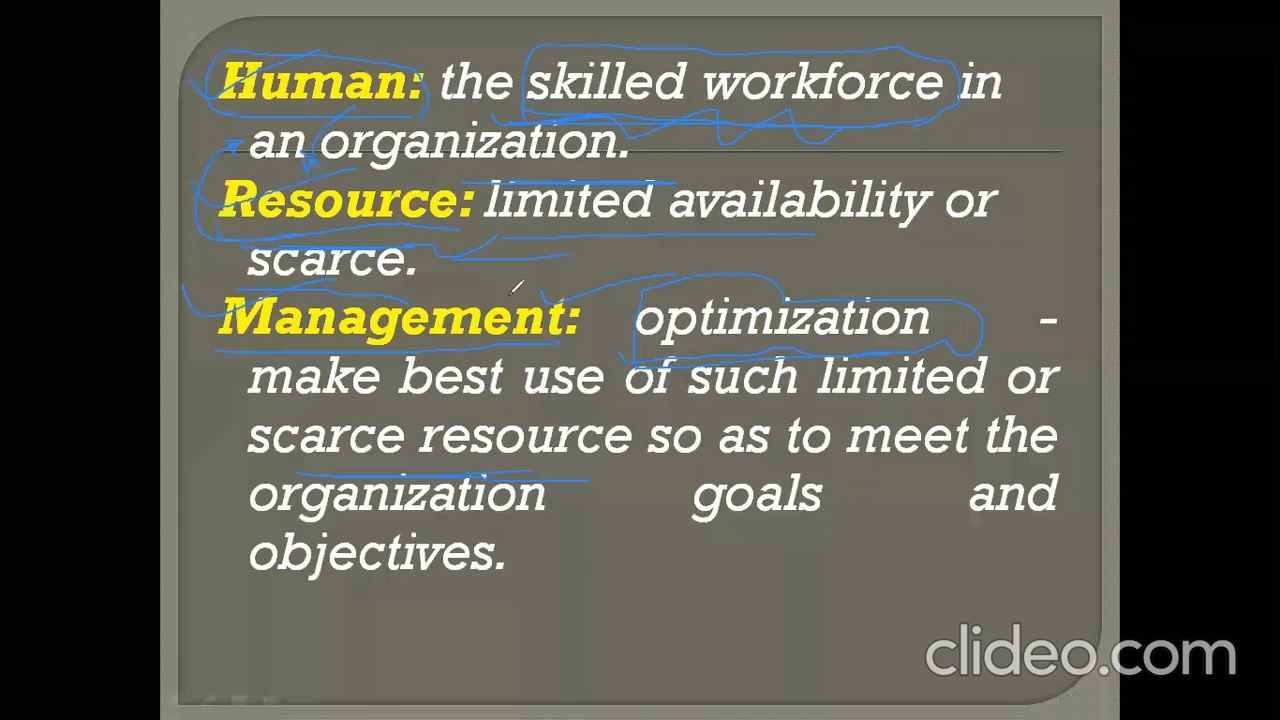 Human: the skilled workforce in
an organization.
Resource: limited availability or
scarce.
Management: optimization -
make best use of such limited or
scarce resource so as to meet the
organization goals and
objectives.
clideo.com